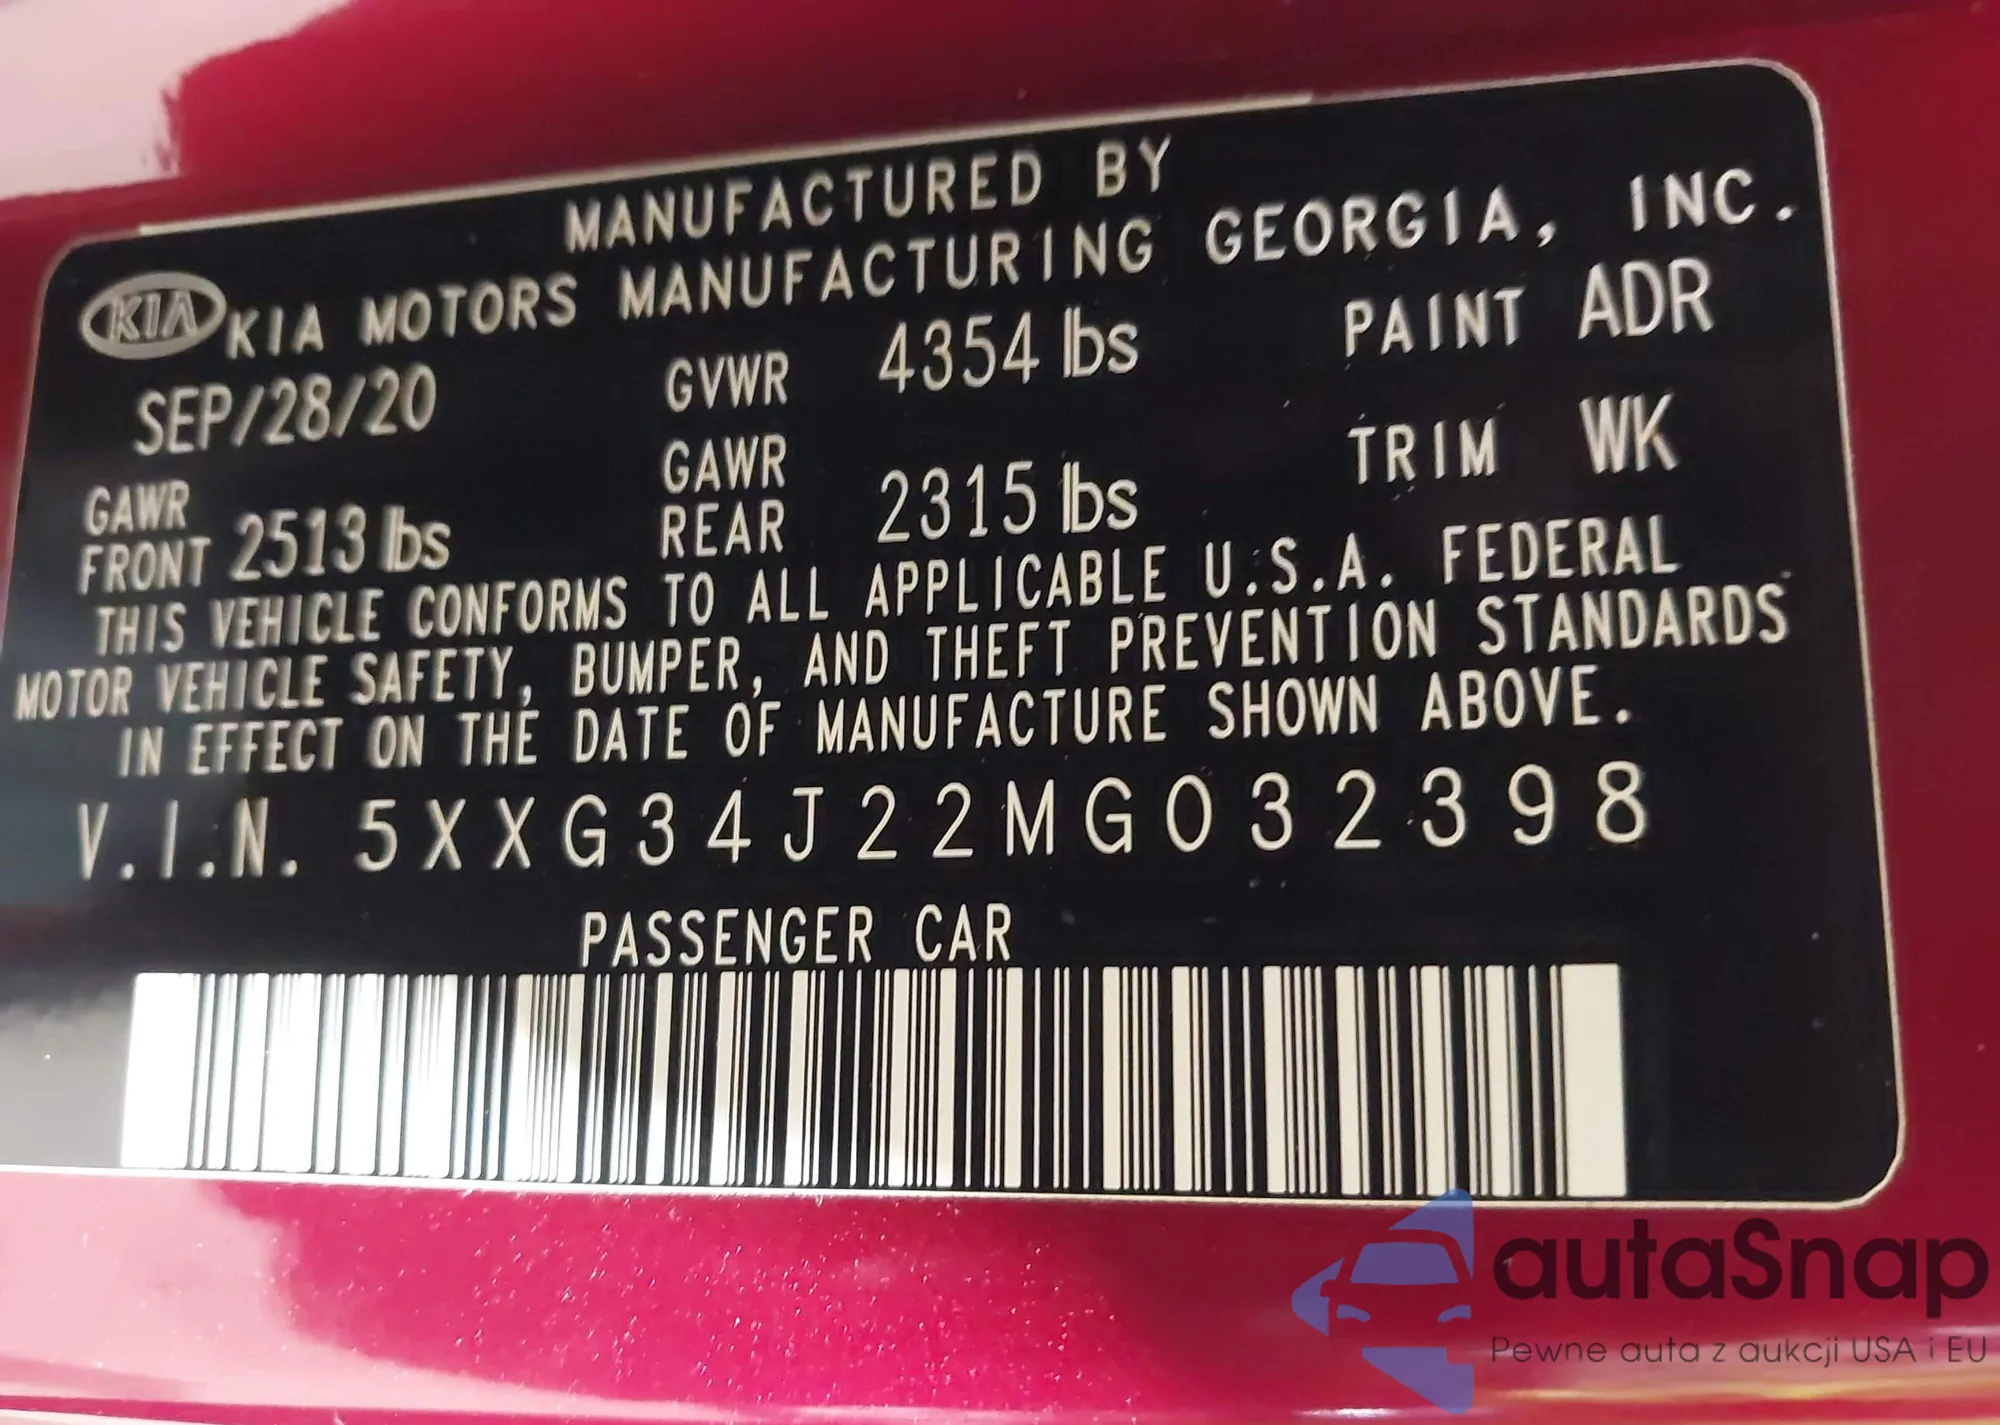 MANUFACTURED BY
KIA KIA MOTORS MANUFACTURING GEORGIA, INC.
SEP/28/20 GVWR 4354 lbs PAINT ADR
GAWR FRONT 2513 lbs GAWR REAR 2315 lbs TRIM WK
THIS VEHICLE CONFORMS TO ALL APPLICABLE U.S.A. FEDERAL
MOTOR VEHICLE SAFETY, BUMPER, AND THEFT PREVENTION STANDARDS
IN EFFECT ON THE DATE OF MANUFACTURE SHOWN ABOVE.
V.I.N. 5XXG34J22MG032398
PASSENGER CAR
autaSnap
Pewne auta z aukcji USA i EU